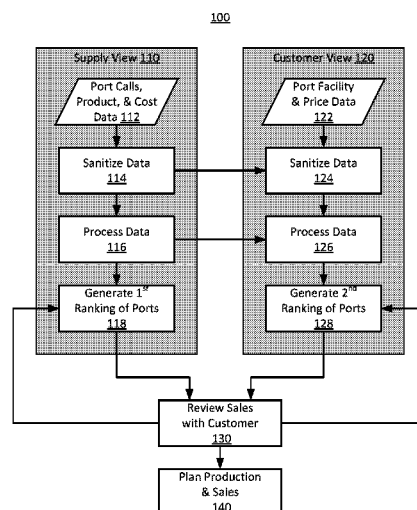 100
Supply View 110
Port Calls,
Product, & Cost
Data 112
Sanitize Data
114
Process Data
116
Generate 1st
Ranking of Ports
118
Customer View 120
Port Facility
& Price Data
122
Sanitize Data
124
Process Data
126
Generate 2nd
Ranking of Ports
128
Review Sales
with Customer
130
Plan Production
& Sales
140